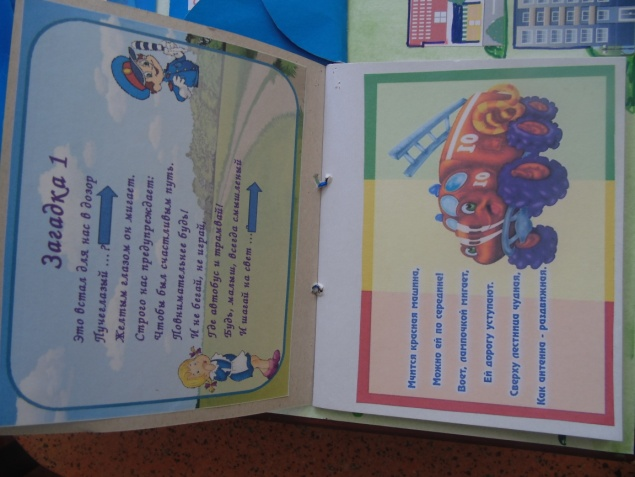 Загадка 1
Это встал для нас в дозор
Пучеглазый ...?
Желтым глазом он мигает.
Строго нас предупреждает:
Чтобы был счастливым путь.
Повнимательнее будь!
И не бегай, не играй,
Где автобус и трамвай!
Будь, малыш, всегда смышленый
И шагай на свет ...
Мчится красная машина,
Можно ей по середине!
Воет, лампочкой мигает,
Ей дорогу уступают.
Сверху лестница чудная,
Как антенна - раздвижная.
10
10